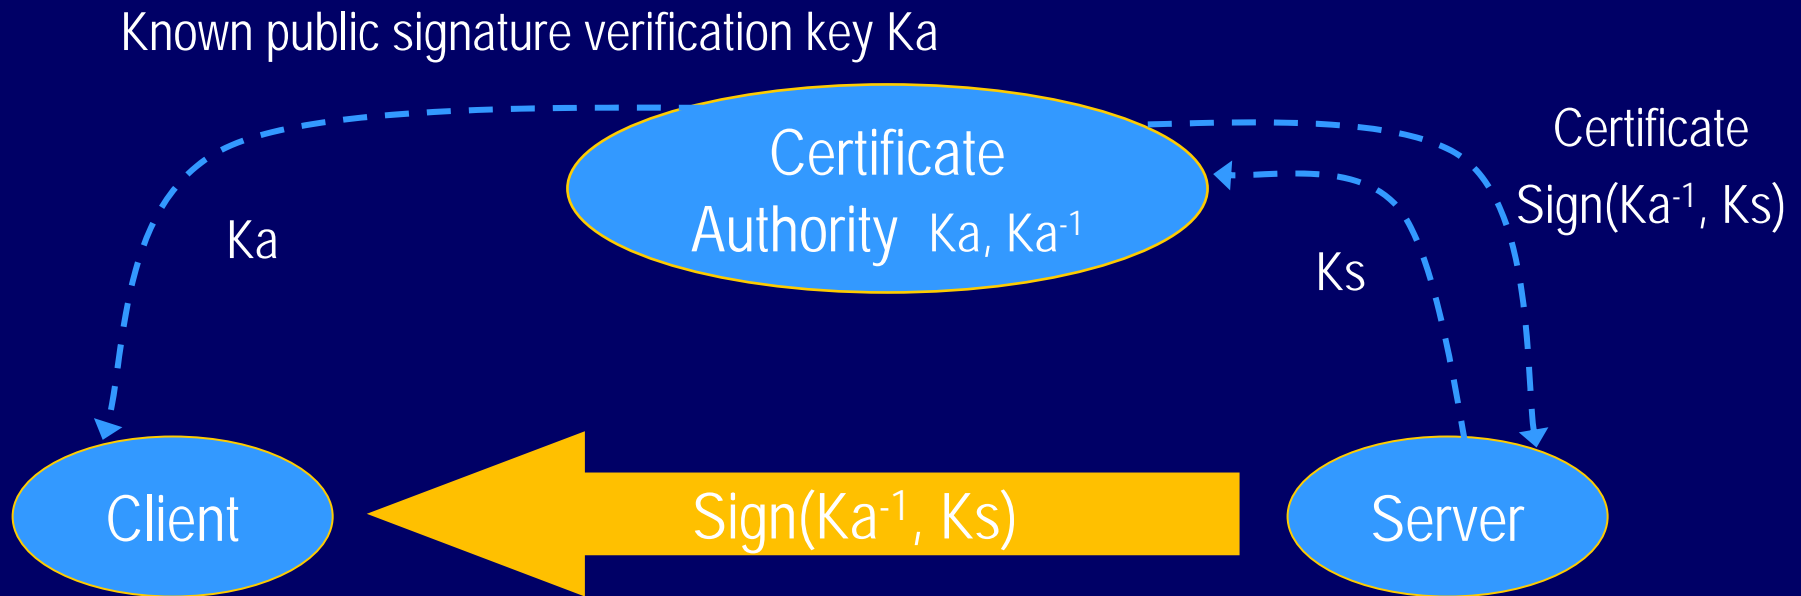 Known public signature verification key Ka
Certificate
Authority Ka, Ka⁻¹
Certificate
Sign(Ka⁻¹, Ks)
Ka
Ks
Client
Sign(Ka⁻¹, Ks)
Server